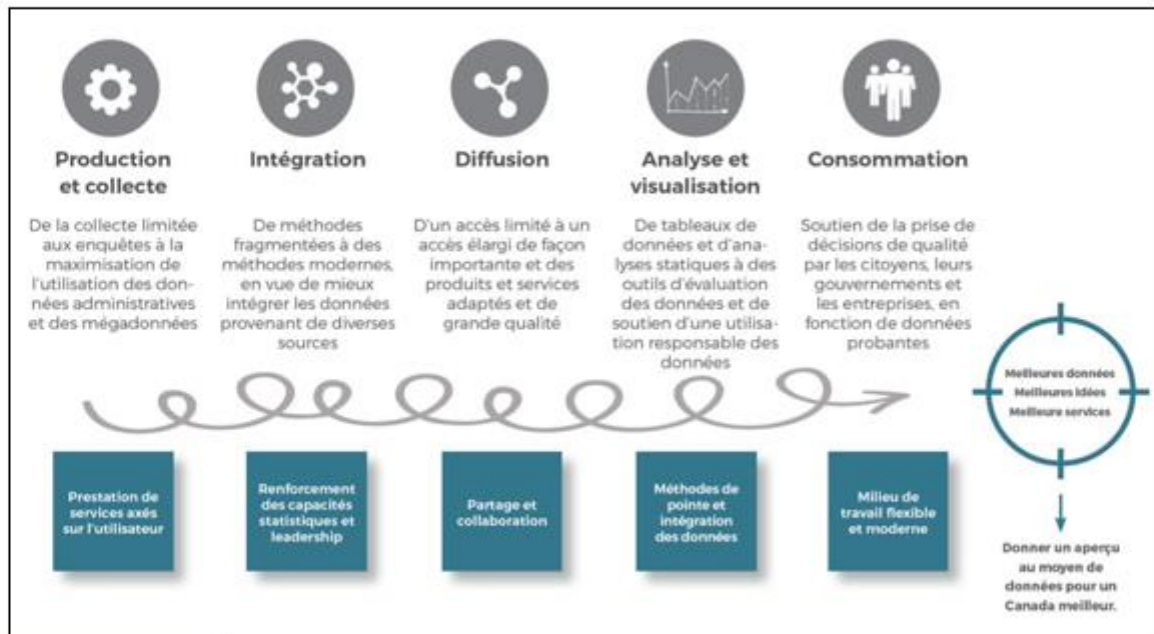 Production
et collecte
De la collecte limitée
aux enquêtes à la
maximisation de
l'utilisation des don-
nées administratives
et des mégadonnées
Intégration
De méthodes
fragmentées à des
méthodes modernes,
en vue de mieux
intégrer les données
provenant de diverses
sources
Diffusion
D'un accès limité à un
accès élargi de façon
importante et des
produits et services
adaptés et de
grande qualité
Analyse et
visualisation
De tableaux de
données et d'ana-
lyses statiques à des
outils d'évaluation
des données et de
soutien d'une utilisa-
tion responsable des
données
Consommation
Soutien de la prise de
décisions de qualité
par les citoyens, leurs
gouvernements et
les entreprises, en
fonction de données
probantes
Meilleures données
Meilleures idées
Meilleure services
Prestation de
services axés
sur l'utilisateur
Renforcement
des capacités
statistiques et
leadership
Partage et
collaboration
Méthodes de
pointe et
intégration
des données
Milieu de
travail flexible
et moderne
Donner un aperçu
au moyen de
données pour un
Canada meilleur.